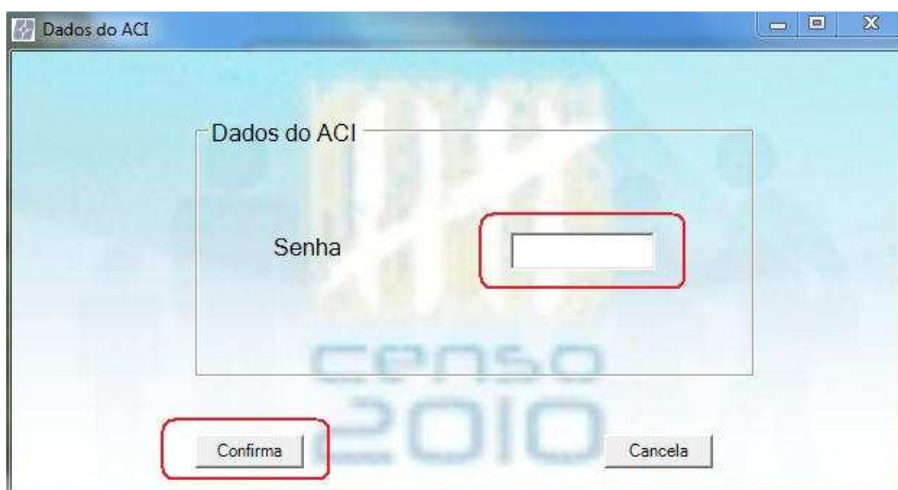 Dados do ACI
Dados do ACI
Senha
censo
2010
Confirma
Cancela